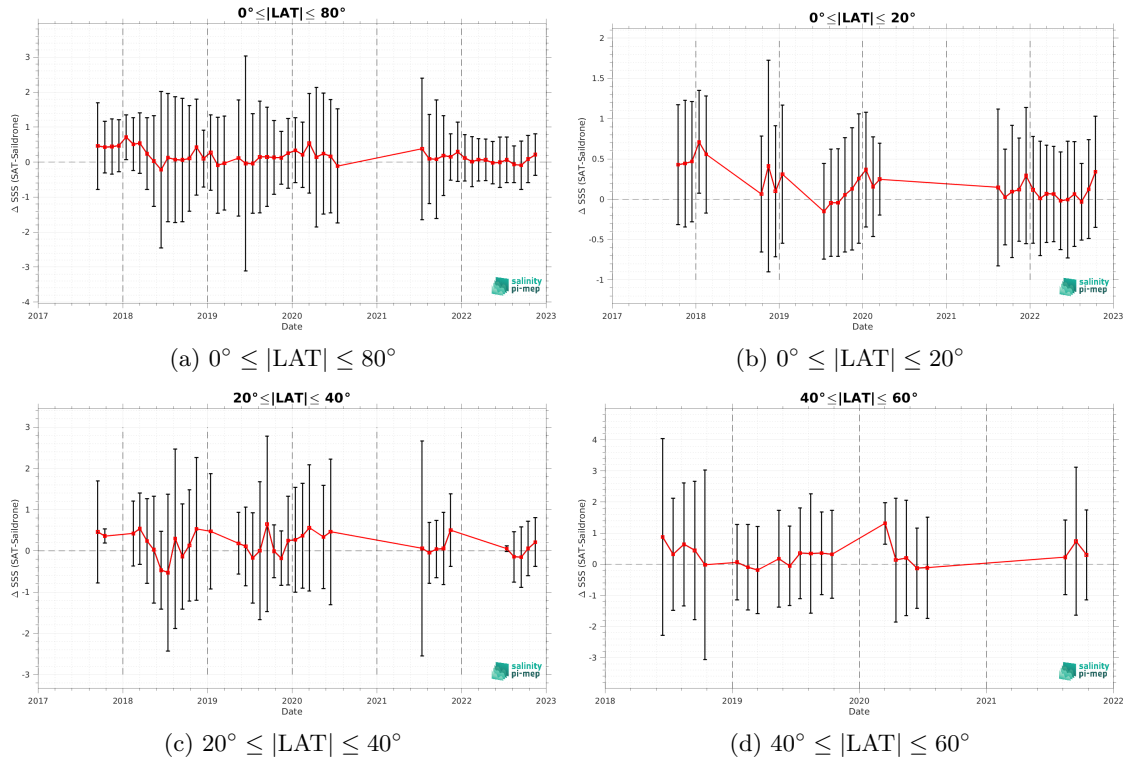 0°≤|LAT|≤ 80°
Δ SSS (SAT-Saildrone)
3
2
1
0
-1
-2
-3
-4
2017 2018 2019 2020 2021 2022 2023
Date
salinity
pi-mep
(a) 0° ≤ |LAT| ≤ 80°
0°≤|LAT|≤ 20°
Δ SSS (SAT-Saildrone)
2
1.5
1
0.5
0
-0.5
-1
2017 2018 2019 2020 2021 2022 2023
Date
salinity
pi-mep
(b) 0° ≤ |LAT| ≤ 20°
20°≤|LAT|≤ 40°
Δ SSS (SAT-Saildrone)
3
2
1
0
-1
-2
-3
2017 2018 2019 2020 2021 2022 2023
Date
salinity
pi-mep
(c) 20° ≤ |LAT| ≤ 40°
40°≤|LAT|≤ 60°
Δ SSS (SAT-Saildrone)
4
3
2
1
0
-1
-2
-3
2018 2019 2020 2021 2022
Date
salinity
pi-mep
(d) 40° ≤ |LAT| ≤ 60°